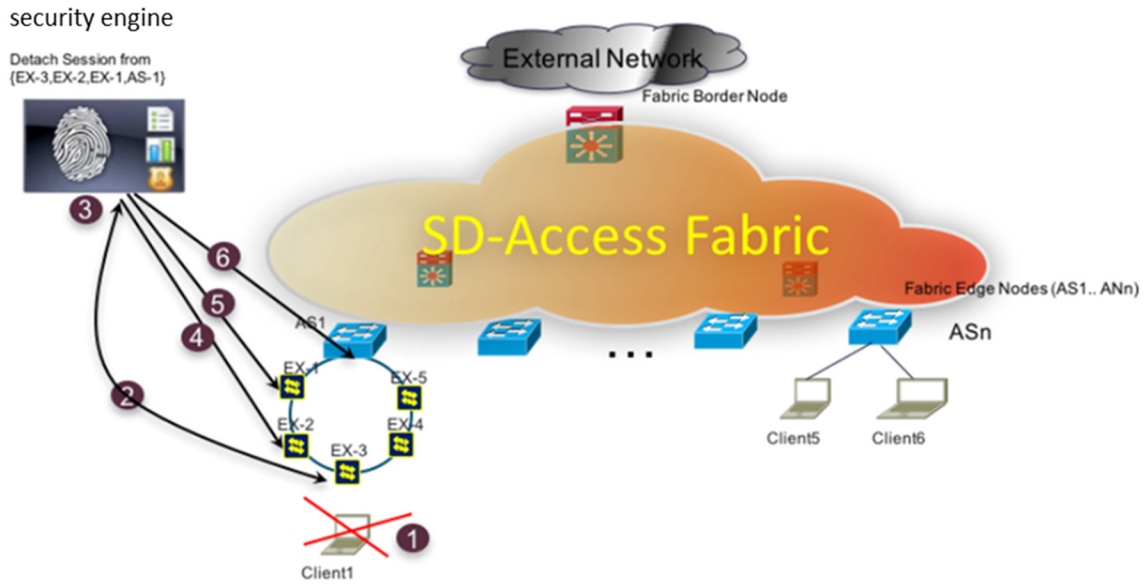 security engine
Detach Session from
{EX-3,EX-2,EX-1,AS-1}
External Network
Fabric Border Node
3
SD-Access Fabric
6
Fabric Edge Nodes (AS1.. ANn)
5
AS1
ASn
4
...
EX-1
EX-5
2
EX-2
EX-4
Client5
Client6
EX-3
1
Client1